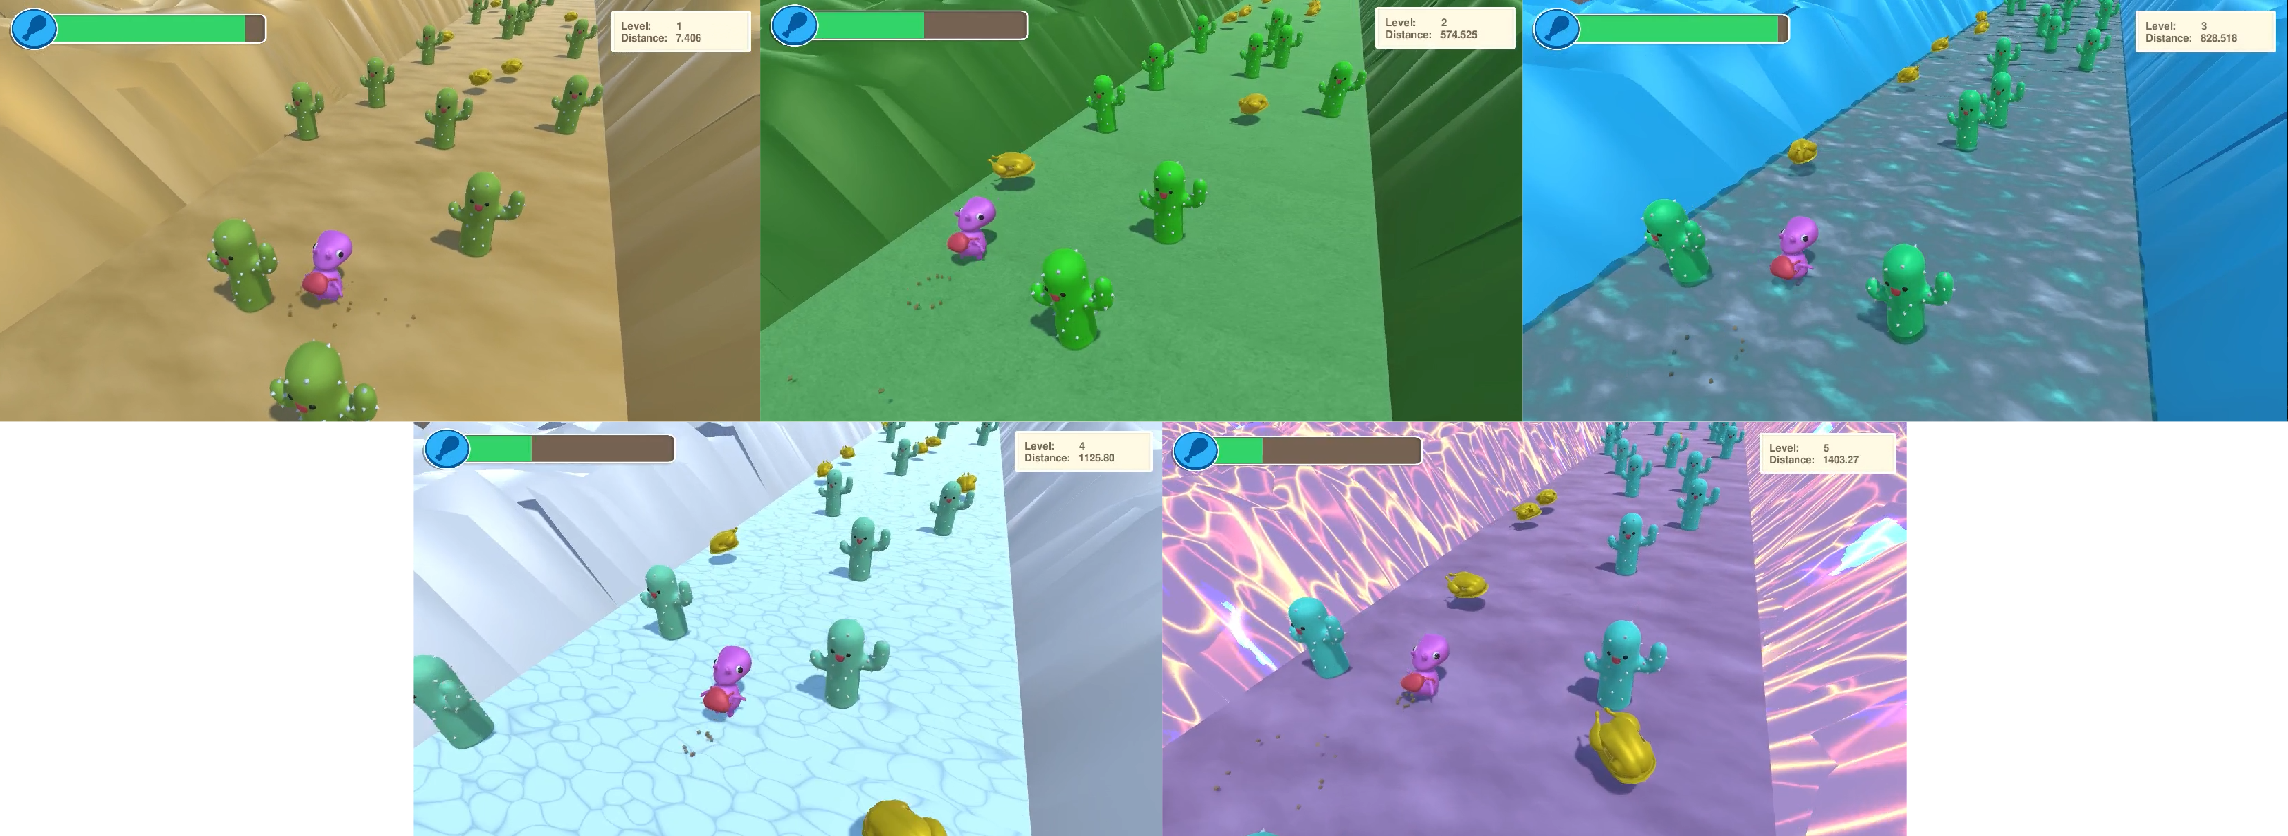 Level: 1
Distance: 7.406
Level: 2
Distance: 574.525
Level: 3
Distance: 828.518
Level: 4
Distance: 1125.80
Level: 5
Distance: 1403.27